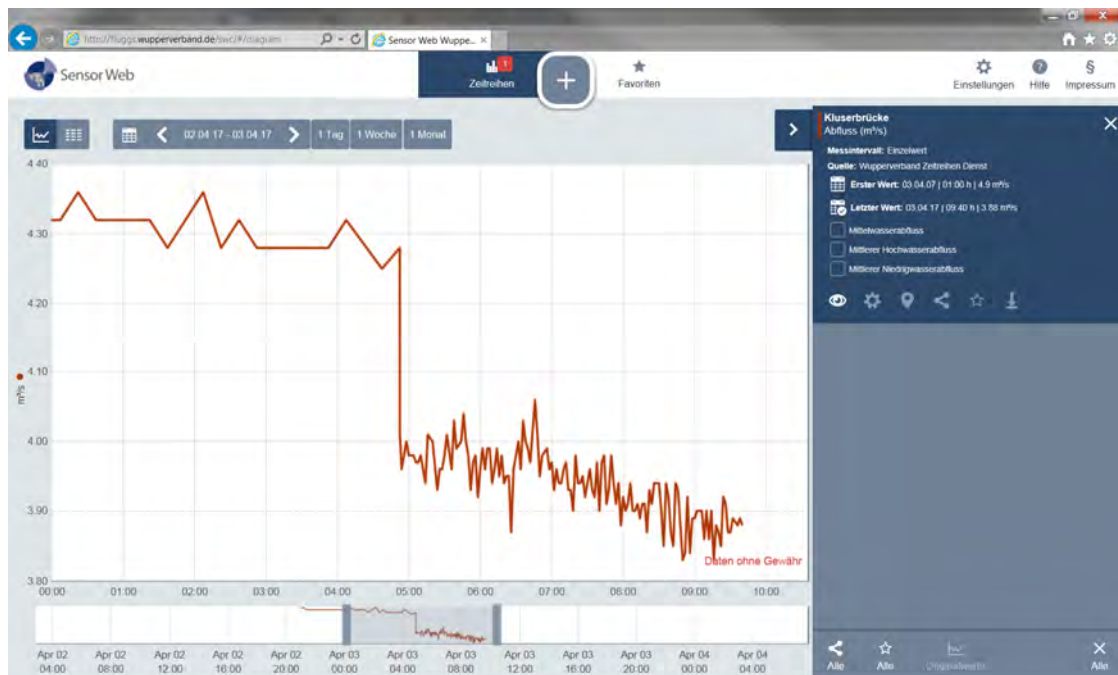 http://fluggs.wupperverband.de/swc/#/diagram
Sensor Web Wuppe...
Sensor Web
1
Zeitreihen
Favoriten
Einstellungen
Hilfe
§
Impressum
02.04.17 - 03.04.17
1 Tag
1 Woche
1 Monat
Kluserbrücke
Abfluss (m³/s)
Messintervall: Einzelwert
Quelle: Wupperverband Zeitreihen Dienst
Erster Wert: 03.04.07 | 01:00 h | 4.9 m³/s
Letzter Wert: 03.04.17 | 09:40 h | 3.88 m³/s
Mittelwasserabfluss
Mittlerer Hochwasserabfluss
Mittlerer Niedrigwasserabfluss
4.40
4.30
4.20
4.10
4.00
3.90
3.80
m³/s
Daten ohne Gewähr
00:00 01:00 02:00 03:00 04:00 05:00 06:00 07:00 08:00 09:00 10:00
Apr 02 Apr 02 Apr 02 Apr 02 Apr 02 Apr 03 Apr 03 Apr 03 Apr 03 Apr 03 Apr 03 Apr 04 Apr 04
04:00 08:00 12:00 16:00 20:00 00:00 04:00 08:00 12:00 16:00 20:00 00:00 04:00
Alle
Alle
Alle